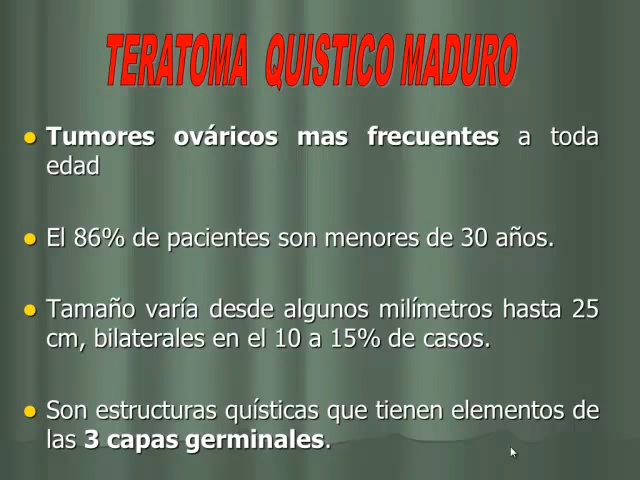 TERATOMA QUISTICO MADURO
Tumores ováricos mas frecuentes a toda
edad
El 86% de pacientes son menores de 30 años.
Tamaño varía desde algunos milímetros hasta 25
cm, bilaterales en el 10 a 15% de casos.
Son estructuras quísticas que tienen elementos de
las 3 capas germinales.